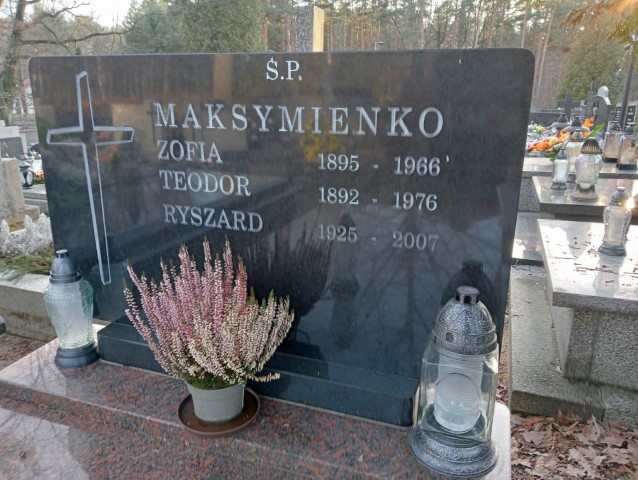 Ś.P.
MAKSYMIENKO
ZOFIA 1895 - 1966
TEODOR 1892 - 1976
RYSZARD 1925 - 2007